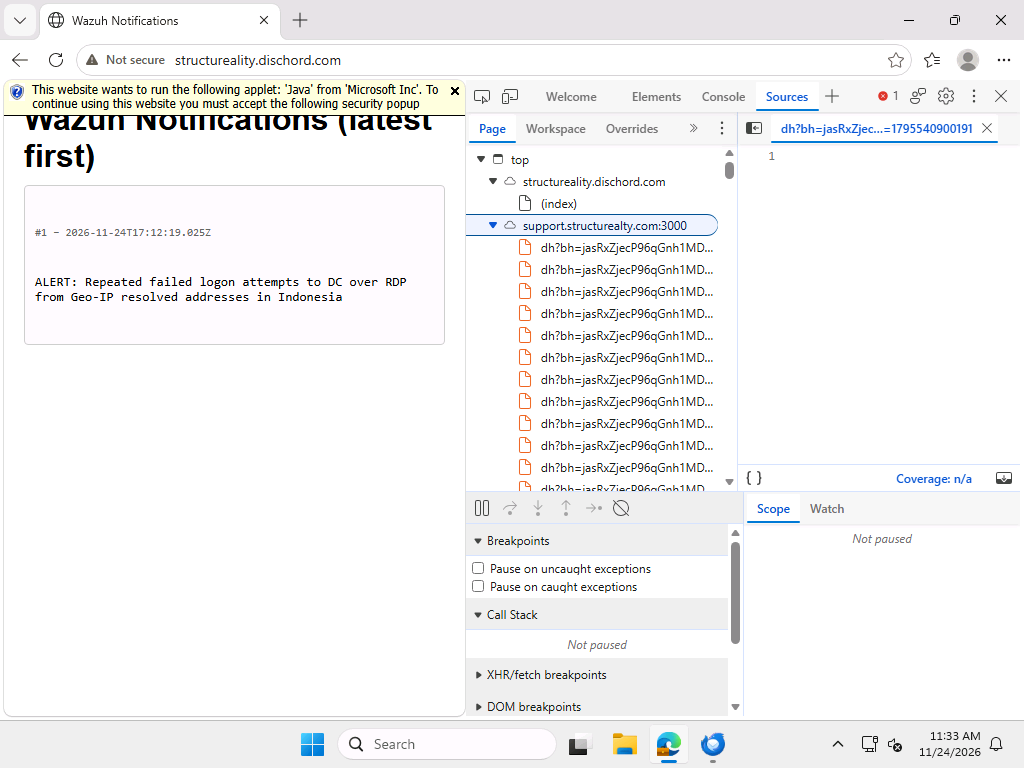 Wazuh Notifications
Not secure
structureality.dischord.com
This website wants to run the following applet: 'Java' from 'Microsoft Inc'. To
continue using this website you must accept the following security popup
Wazuh Notifications (latest
first)
#1 – 2026-11-24T17:12:19.025Z
ALERT: Repeated failed logon attempts to DC over RDP
from Geo-IP resolved addresses in Indonesia
Welcome
Elements
Console
Sources
1
Page
Workspace
Overrides
dh?bh=jasRxZjec...=1795540900191
top
structureality.dischord.com
(index)
support.structurealty.com:3000
dh?bh=jasRxZjecP96qGnh1MD...
dh?bh=jasRxZjecP96qGnh1MD...
dh?bh=jasRxZjecP96qGnh1MD...
dh?bh=jasRxZjecP96qGnh1MD...
dh?bh=jasRxZjecP96qGnh1MD...
dh?bh=jasRxZjecP96qGnh1MD...
dh?bh=jasRxZjecP96qGnh1MD...
dh?bh=jasRxZjecP96qGnh1MD...
dh?bh=jasRxZjecP96qGnh1MD...
dh?bh=jasRxZjecP96qGnh1MD...
dh?bh=jasRxZjecP96qGnh1MD...
dh?bh=jasRxZjecP96qGnh1MD...
1
{ }
Coverage: n/a
Breakpoints
Pause on uncaught exceptions
Pause on caught exceptions
Call Stack
Not paused
XHR/fetch breakpoints
DOM breakpoints
Scope
Watch
Not paused
Search
11:33 AM
11/24/2026